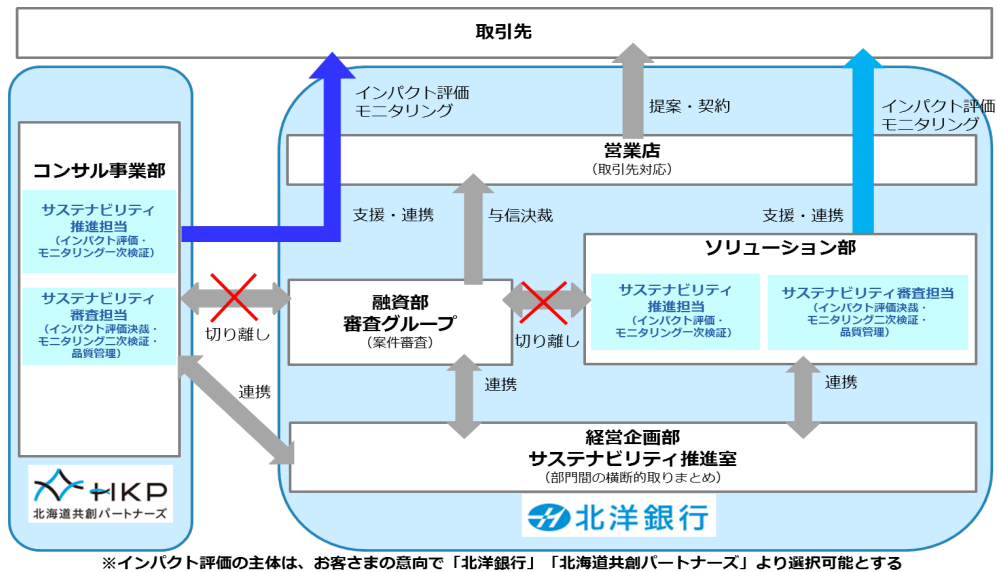 取引先
インパクト評価
モニタリング
提案・契約
インパクト評価
モニタリング
営業店
（取引先対応）
コンサル事業部
サステナビリティ
推進担当
（インパクト評価・
モニタリング一次検証）
サステナビリティ
審査担当
（インパクト評価決裁・
モニタリング二次検証・
品質管理）
支援・連携
与信決裁
支援・連携
切り離し
融資部
審査グループ
（案件審査）
切り離し
ソリューション部
サステナビリティ
推進担当
（インパクト評価・
モニタリング一次検証）
サステナビリティ審査担当
（インパクト評価決裁・
モニタリング二次検証・
品質管理）
連携
連携
連携
経営企画部
サステナビリティ推進室
（部門間の横断的取りまとめ）
HKP
北海道共創パートナーズ
北洋銀行
※インパクト評価の主体は、お客さまの意向で「北洋銀行」「北海道共創パートナーズ」より選択可能とする